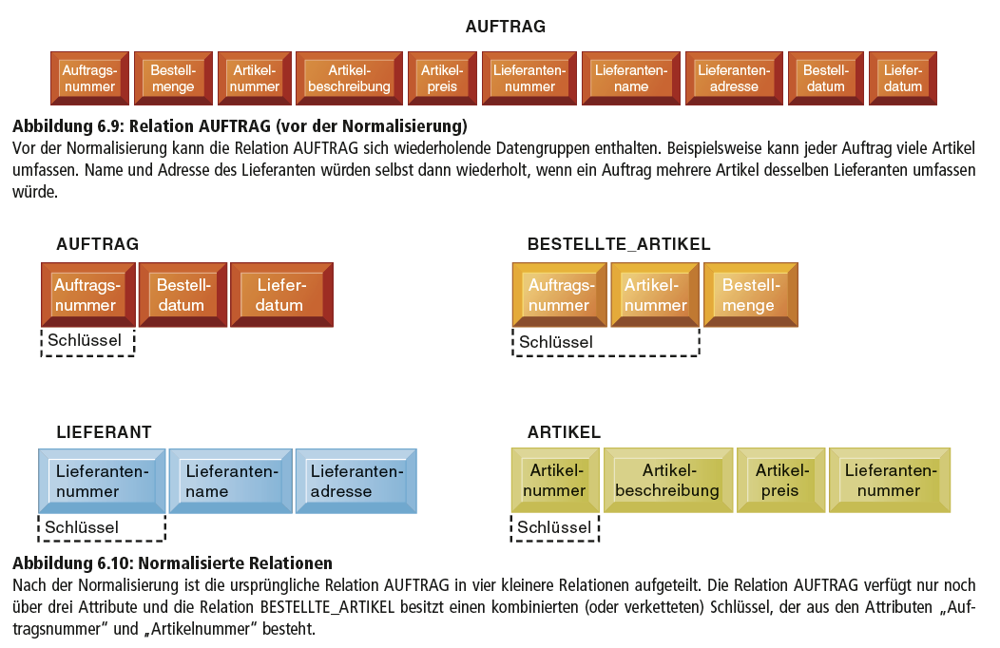 AUFTRAG
Auftrags-
nummer
Bestell-
menge
Artikel-
nummer
Artikel-
beschreibung
Artikel-
preis
Lieferanten-
nummer
Lieferanten-
name
Lieferanten-
adresse
Bestell-
datum
Liefer-
datum
Abbildung 6.9: Relation AUFTRAG (vor der Normalisierung)
Vor der Normalisierung kann die Relation AUFTRAG sich wiederholende Datengruppen enthalten. Beispielsweise kann jeder Auftrag viele Artikel
umfassen. Name und Adresse des Lieferanten würden selbst dann wiederholt, wenn ein Auftrag mehrere Artikel desselben Lieferanten umfassen
würde.
AUFTRAG
Auftrags-
nummer
Bestell-
datum
Liefer-
datum
Schlüssel
BESTELLTE_ARTIKEL
Auftrags-
nummer
Artikel-
nummer
Bestell-
menge
Schlüssel
LIEFERANT
Lieferanten-
nummer
Lieferanten-
name
Lieferanten-
adresse
Schlüssel
ARTIKEL
Artikel-
nummer
Artikel-
beschreibung
Artikel-
preis
Lieferanten-
nummer
Schlüssel
Abbildung 6.10: Normalisierte Relationen
Nach der Normalisierung ist die ursprüngliche Relation AUFTRAG in vier kleinere Relationen aufgeteilt. Die Relation AUFTRAG verfügt nur noch
über drei Attribute und die Relation BESTELLTE_ARTIKEL besitzt einen kombinierten (oder verketteten) Schlüssel, der aus den Attributen „Auf-
tragsnummer“ und „Artikelnummer“ besteht.